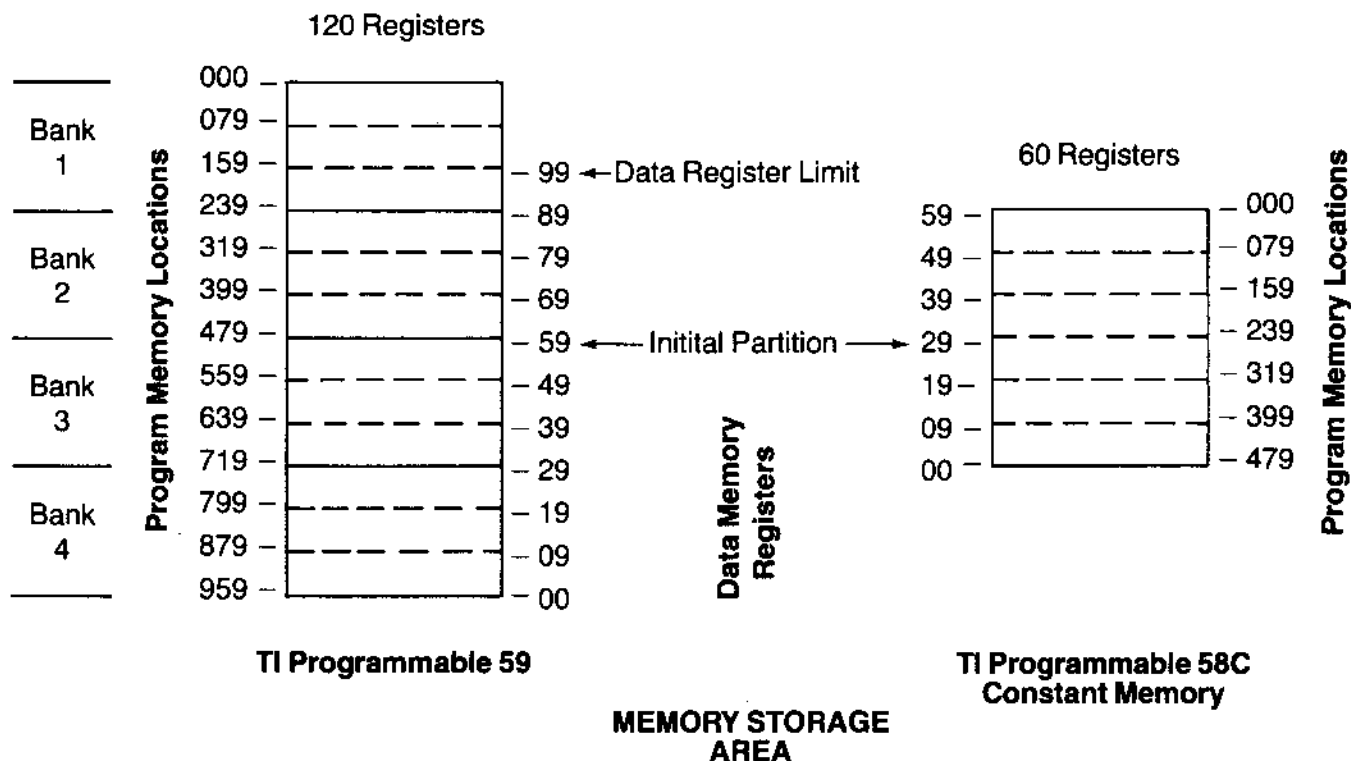 120 Registers
000
079
159
239
319
399
479
559
639
719
799
879
959
Bank
1
Bank
2
Bank
3
Bank
4
Program Memory Locations
99 ← Data Register Limit
89
79
69
59 ← Initital Partition →
49
39
29
19
09
00
Data Memory
Registers
TI Programmable 59
60 Registers
59
49
39
29
19
09
00
000
079
159
239
319
399
479
Program Memory Locations
TI Programmable 58C
Constant Memory
MEMORY STORAGE
AREA